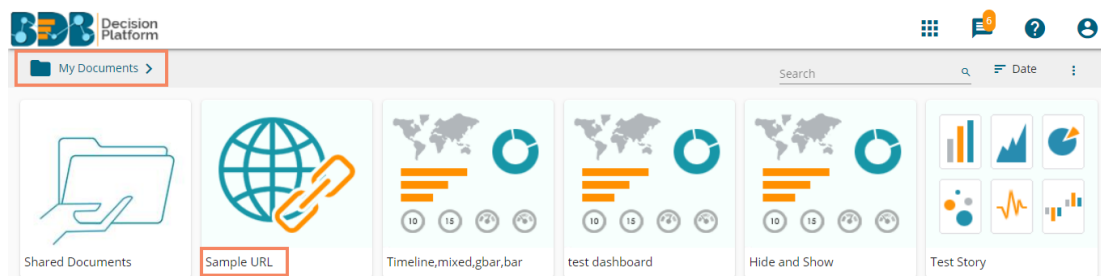 BDB Decision
Platform
6
My Documents
Search
Date
10 15
10 15
10 15
Shared Documents
Sample URL
Timeline,mixed,gbar,bar
test dashboard
Hide and Show
Test Story